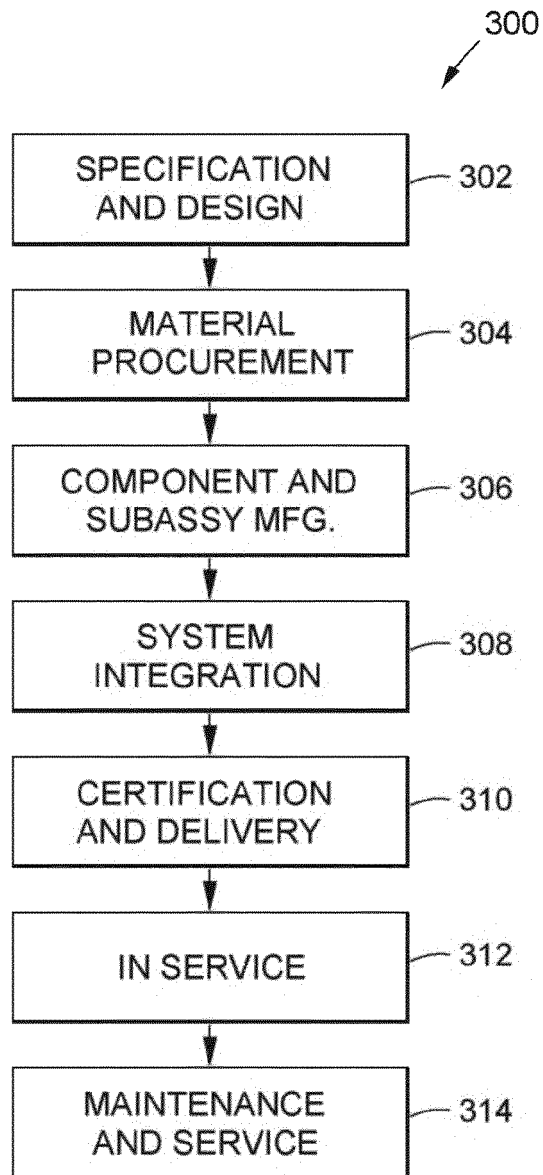 300
SPECIFICATION
AND DESIGN
302
MATERIAL
PROCUREMENT
304
COMPONENT AND
SUBASSY MFG.
306
SYSTEM
INTEGRATION
308
CERTIFICATION
AND DELIVERY
310
IN SERVICE
312
MAINTENANCE
AND SERVICE
314